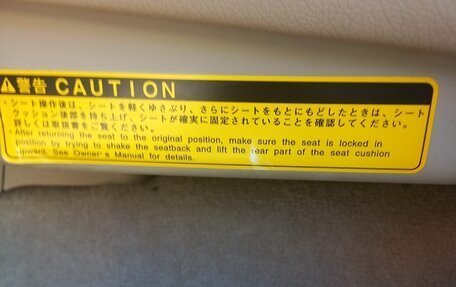 警告 CAUTION
・シート操作後は、シートを軽くゆさぶり、さらにシートをもとにもどしたときは、シート
クッション後部を持ち上げ、シートが確実に固定されていることを確認してください。
詳しくは取扱書をご覧ください。
・After returning the seat to the original position, make sure the seat is locked in
position by trying to shake the seatback and lift the rear part of the seat cushion
upward. See Owner's Manual for details.